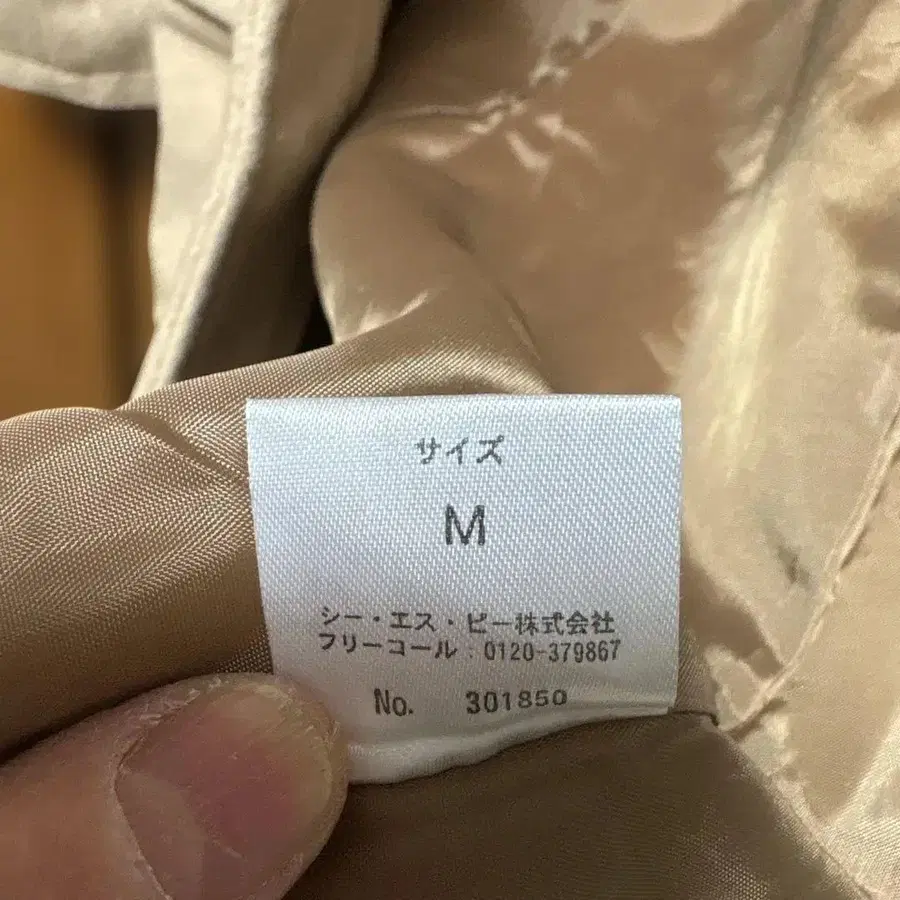 サイズ
M
シー・エス・ピー株式会社
フリーコール:0120-379867
No. 301850